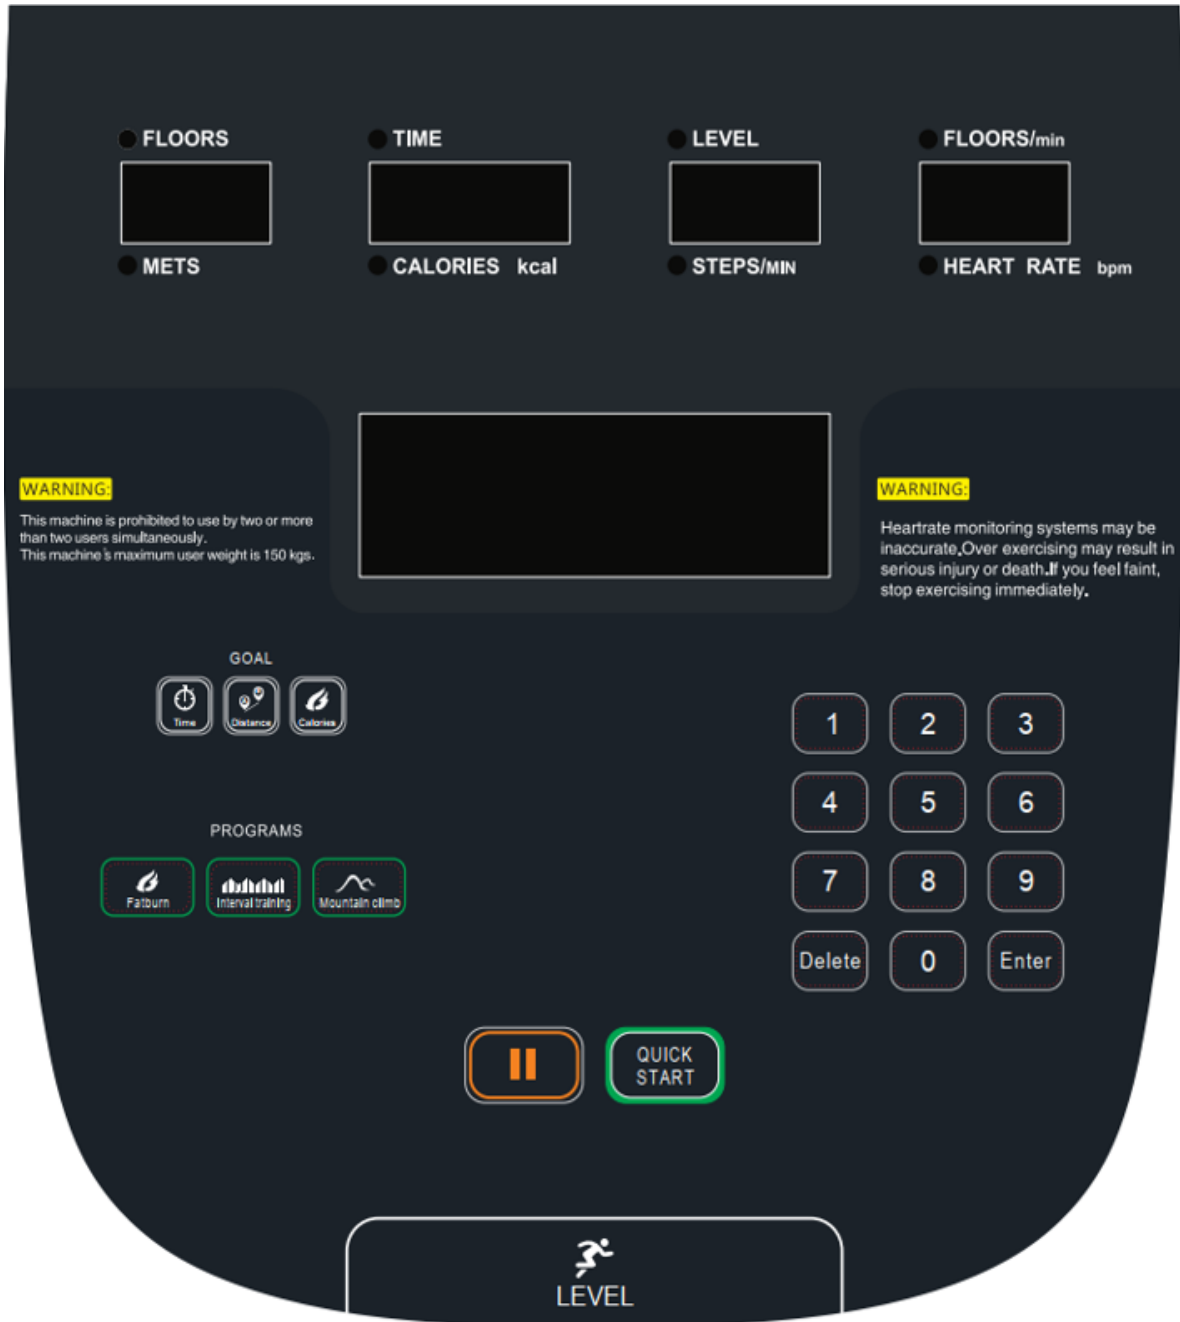 FLOORS
TIME
LEVEL
FLOORS/min
METS
CALORIES kcal
STEPS/MIN
HEART RATE bpm
WARNING:
This machine is prohibited to use by two or more
than two users simultaneously.
This machine's maximum user weight is 150 kgs.
WARNING:
Heartrate monitoring systems may be
inaccurate.Over exercising may result in
serious injury or death.If you feel faint,
stop exercising immediately.
GOAL
Time
Distance
Calories
PROGRAMS
Fatburn
Interval training
Mountain climb
1
2
3
4
5
6
7
8
9
Delete
0
Enter
QUICK
START
LEVEL